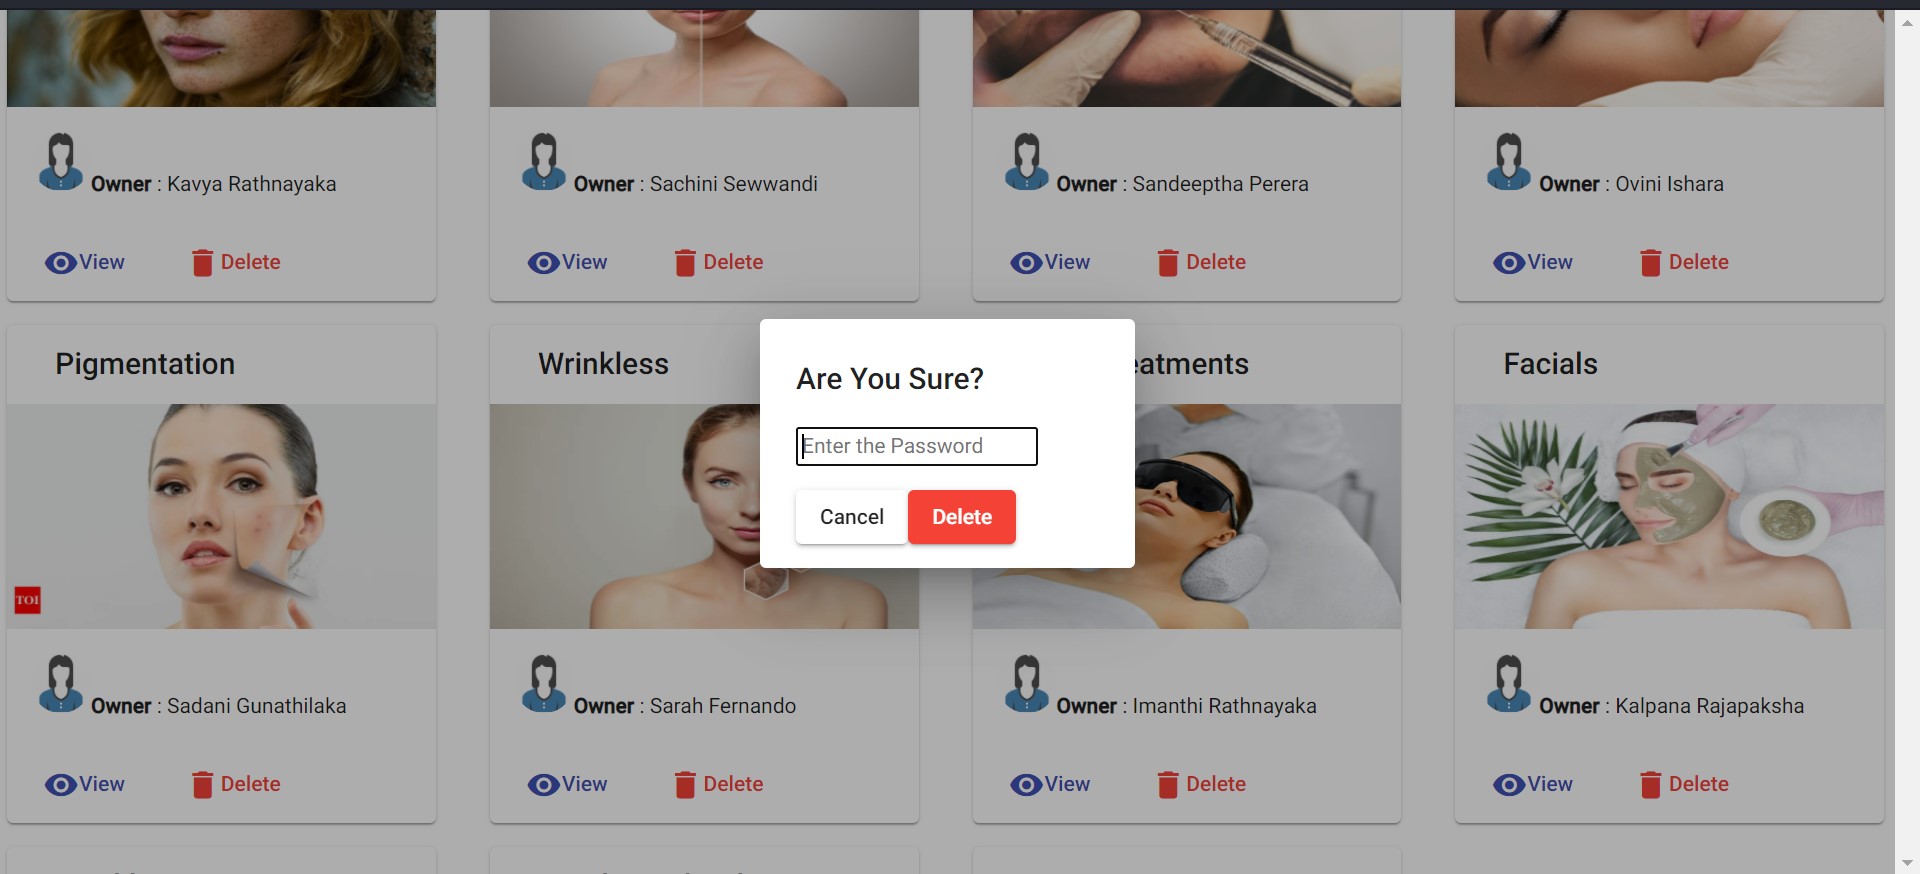 Owner : Kavya Rathnayaka
Owner : Sachini Sewwandi
Owner : Sandeeptha Perera
Owner : Ovini Ishara
View Delete
View Delete
View Delete
View Delete
Pigmentation
Wrinkless
eatments
Facials
Are You Sure?
Enter the Password
Cancel Delete
TOI
Owner : Sadani Gunathilaka
Owner : Sarah Fernando
Owner : Imanthi Rathnayaka
Owner : Kalpana Rajapaksha
View Delete
View Delete
View Delete
View Delete